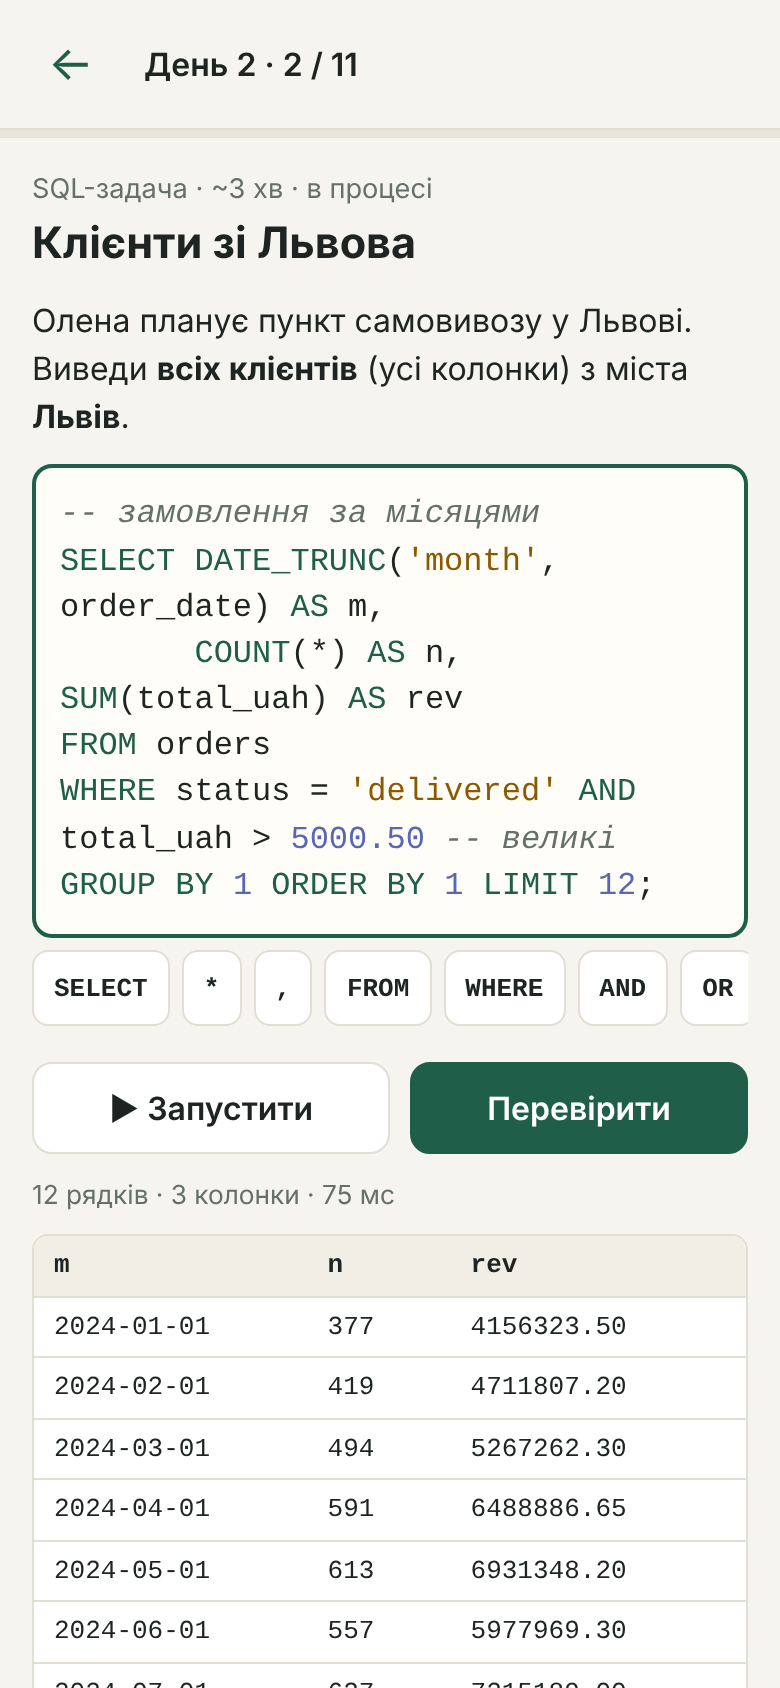 День 2 · 2 / 11
SQL-задача · ~3 хв · в процесі
Клієнти зі Львова
Олена планує пункт самовивозу у Львові.
Виведи всіх клієнтів (усі колонки) з міста
Львів.
-- замовлення за місяцями
SELECT DATE_TRUNC('month',
order_date) AS m,
COUNT(*) AS n,
SUM(total_uah) AS rev
FROM orders
WHERE status = 'delivered' AND
total_uah > 5000.50 -- великі
GROUP BY 1 ORDER BY 1 LIMIT 12;
SELECT * , FROM WHERE AND OR
▶ Запустити Перевірити
12 рядків · 3 колонки · 75 мс
m n rev
2024-01-01 377 4156323.50
2024-02-01 419 4711807.20
2024-03-01 494 5267262.30
2024-04-01 591 6488886.65
2024-05-01 613 6931348.20
2024-06-01 557 5977969.30